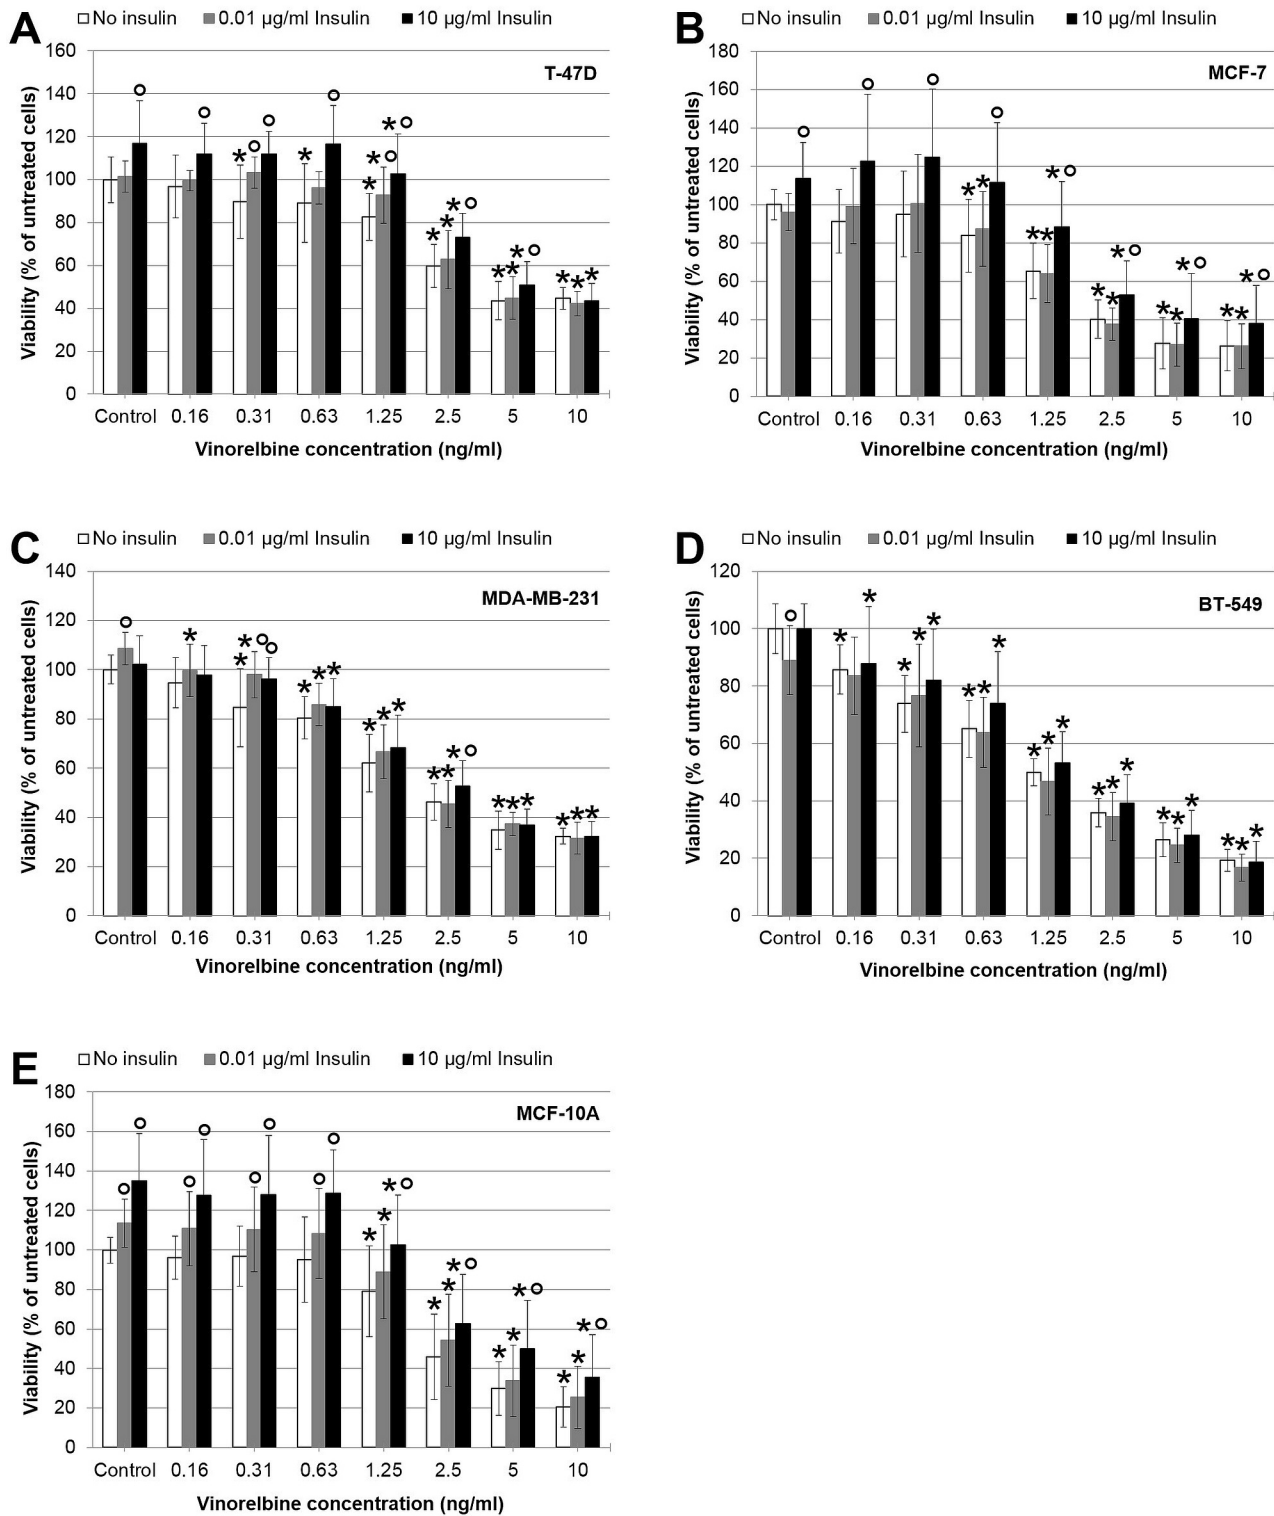 A
No insulin 0.01 µg/ml Insulin 10 µg/ml Insulin
T-47D
Viability (% of untreated cells)
160
140
120
100
80
60
40
20
0
Control 0.16 0.31 0.63 1.25 2.5 5 10
Vinorelbine concentration (ng/ml)
B
No insulin 0.01 µg/ml Insulin 10 µg/ml Insulin
MCF-7
Viability (% of untreated cells)
180
160
140
120
100
80
60
40
20
0
Control 0.16 0.31 0.63 1.25 2.5 5 10
Vinorelbine concentration (ng/ml)
C
No insulin 0.01 µg/ml Insulin 10 µg/ml Insulin
MDA-MB-231
Viability (% of untreated cells)
140
120
100
80
60
40
20
0
Control 0.16 0.31 0.63 1.25 2.5 5 10
Vinorelbine concentration (ng/ml)
D
No insulin 0.01 µg/ml Insulin 10 µg/ml Insulin
BT-549
Viability (% of untreated cells)
120
100
80
60
40
20
0
Control 0.16 0.31 0.63 1.25 2.5 5 10
Vinorelbine concentration (ng/ml)
E
No insulin 0.01 µg/ml Insulin 10 µg/ml Insulin
MCF-10A
Viability (% of untreated cells)
180
160
140
120
100
80
60
40
20
0
Control 0.16 0.31 0.63 1.25 2.5 5 10
Vinorelbine concentration (ng/ml)